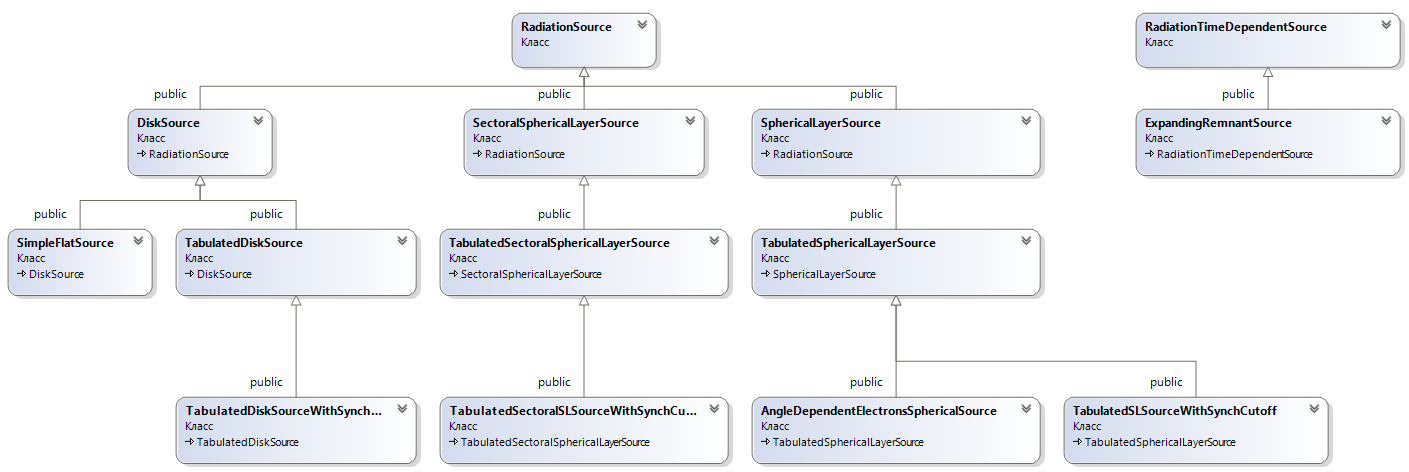 RadiationSource
Класс
RadiationTimeDependentSource
Класс
public
public
public
public
DiskSource
Класс
RadiationSource
SectoralSphericalLayerSource
Класс
RadiationSource
SphericalLayerSource
Класс
RadiationSource
ExpandingRemnantSource
Класс
RadiationTimeDependentSource
public
public
public
public
SimpleFlatSource
Класс
DiskSource
TabulatedDiskSource
Класс
DiskSource
TabulatedSectoralSphericalLayerSource
Класс
SectoralSphericalLayerSource
TabulatedSphericalLayerSource
Класс
SphericalLayerSource
public
public
public
public
TabulatedDiskSourceWithSynch...
Класс
TabulatedDiskSource
TabulatedSectoralSLSourceWithSynchCu...
Класс
TabulatedSectoralSphericalLayerSource
AngleDependentElectronsSphericalSource
Класс
TabulatedSphericalLayerSource
TabulatedSLSourceWithSynchCutoff
Класс
TabulatedSphericalLayerSource